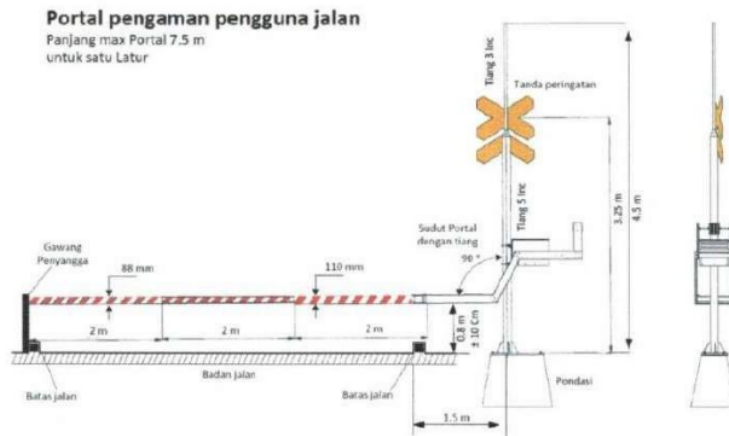 Portal pengaman pengguna jalan
Panjang max Portal 7.5 m
untuk satu Latur
Tiang 3 Inc
Tanda peringatan
Tiang 5 Inc
3.25 m
4.5 m
Gawang
Penyangga
88 mm
110 mm
Sudut Portal
dengan tiang
90 °
2 m
2 m
2 m
0.8 m
± 10 Cm
Badan jalan
Batas jalan
Batas jalan
Pondasi
1.5 m